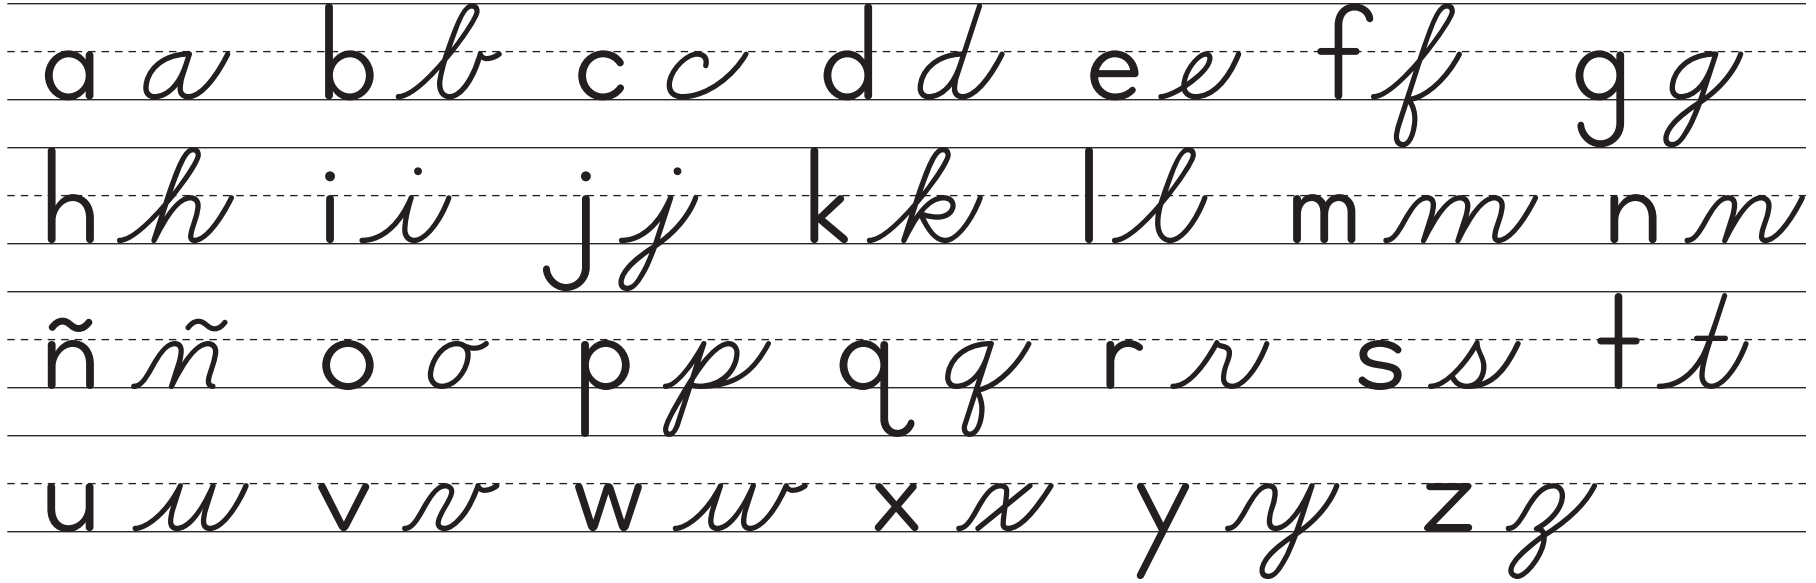 a a b b c c d d e e f f g g
h h i i j j k k l l m m n n
ñ ñ o o p p q q r r s s t t
u u v v w w x x y y z z